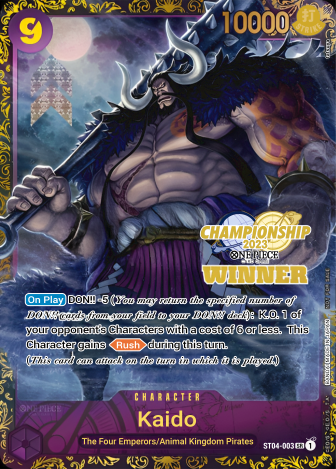 9
10000
CHAMPIONSHIP
2023
ONE PIECE
WINNER
On Play DON!! -5 (You may return the specified number of
DON!! cards from your field to your DON!! deck.): K.O. 1 of
your opponent's Characters with a cost of 6 or less. This
Character gains Rush during this turn.
(This card can attack on the turn in which it is played.)
CHARACTER
Kaido
The Four Emperors/Animal Kingdom Pirates
ST04-003 SR 1